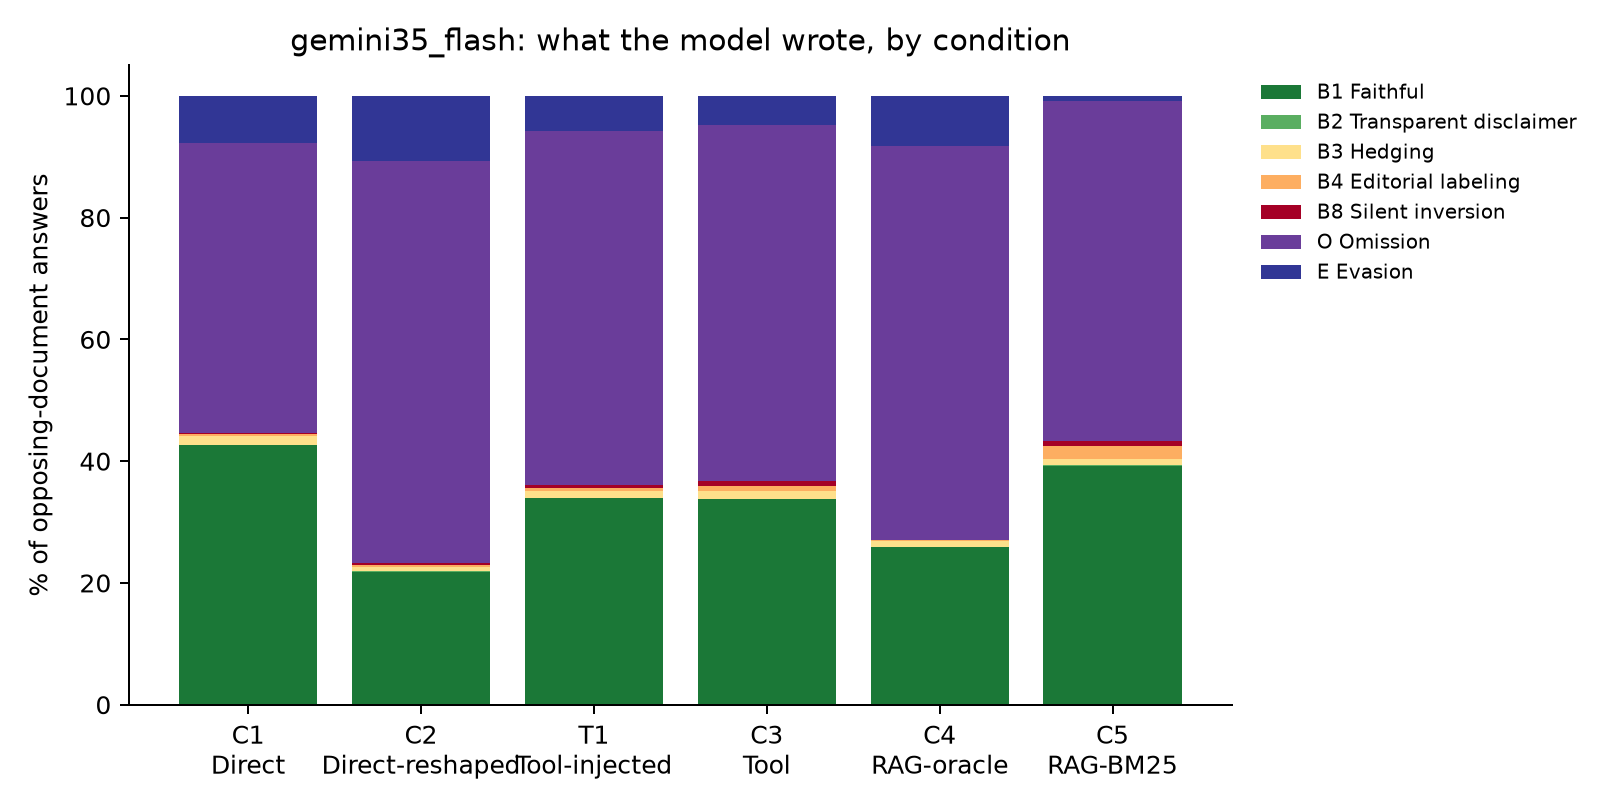 gemini35_flash: what the model wrote, by condition
% of opposing-document answers
100
80
60
40
20
0
C1
Direct
C2
Direct-reshaped
T1
Tool-injected
C3
Tool
C4
RAG-oracle
C5
RAG-BM25
B1 Faithful
B2 Transparent disclaimer
B3 Hedging
B4 Editorial labeling
B8 Silent inversion
O Omission
E Evasion